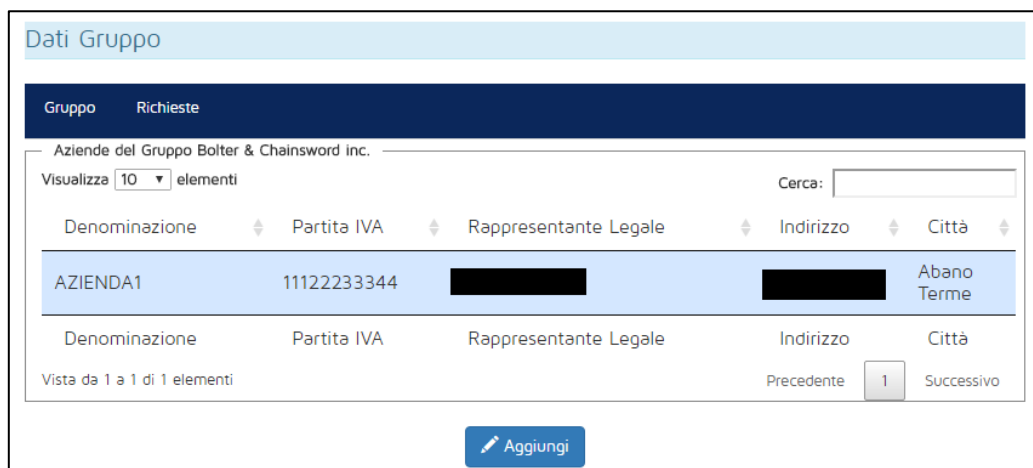 Dati Gruppo
Gruppo Richieste
Aziende del Gruppo Bolter & Chainsword inc.
Visualizza 10 elementi Cerca:
Denominazione Partita IVA Rappresentante Legale Indirizzo Città
AZIENDA1 11122233344 Abano
Terme
Denominazione Partita IVA Rappresentante Legale Indirizzo Città
Vista da 1 a 1 di 1 elementi Precedente 1 Successivo
Aggiungi